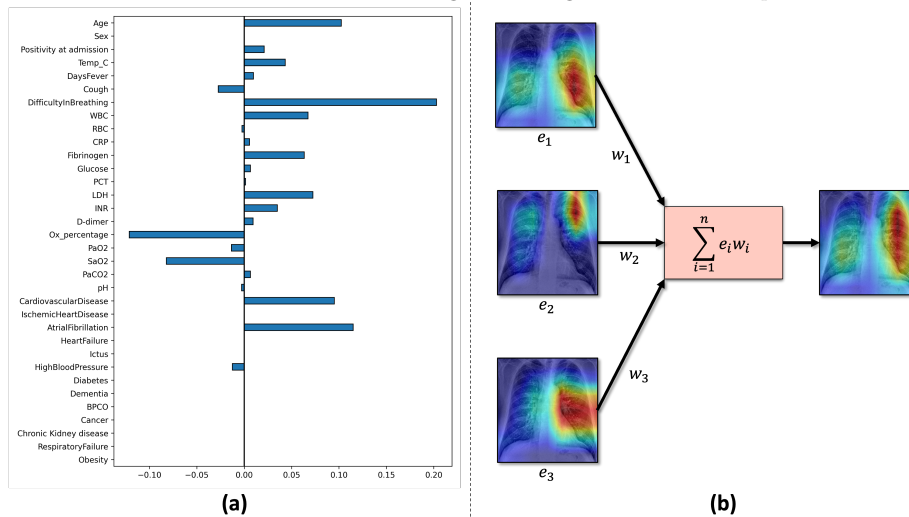 Age
Sex
Positivity at admission
Temp_C
DaysFever
Cough
DifficultyInBreathing
WBC
RBC
CRP
Fibrinogen
Glucose
PCT
LDH
INR
D-dimer
Ox_percentage
PaO2
SaO2
PaCO2
pH
CardiovascularDisease
IschemicHeartDisease
AtrialFibrillation
HeartFailure
Ictus
HighBloodPressure
Diabetes
Dementia
BPCO
Cancer
Chronic Kidney disease
RespiratoryFailure
Obesity
−0.10 −0.05 0.00 0.05 0.10 0.15 0.20
(a)
e₁
w₁
e₂
w₂
e₃
w₃
n
∑ eᵢwᵢ
i=1
(b)